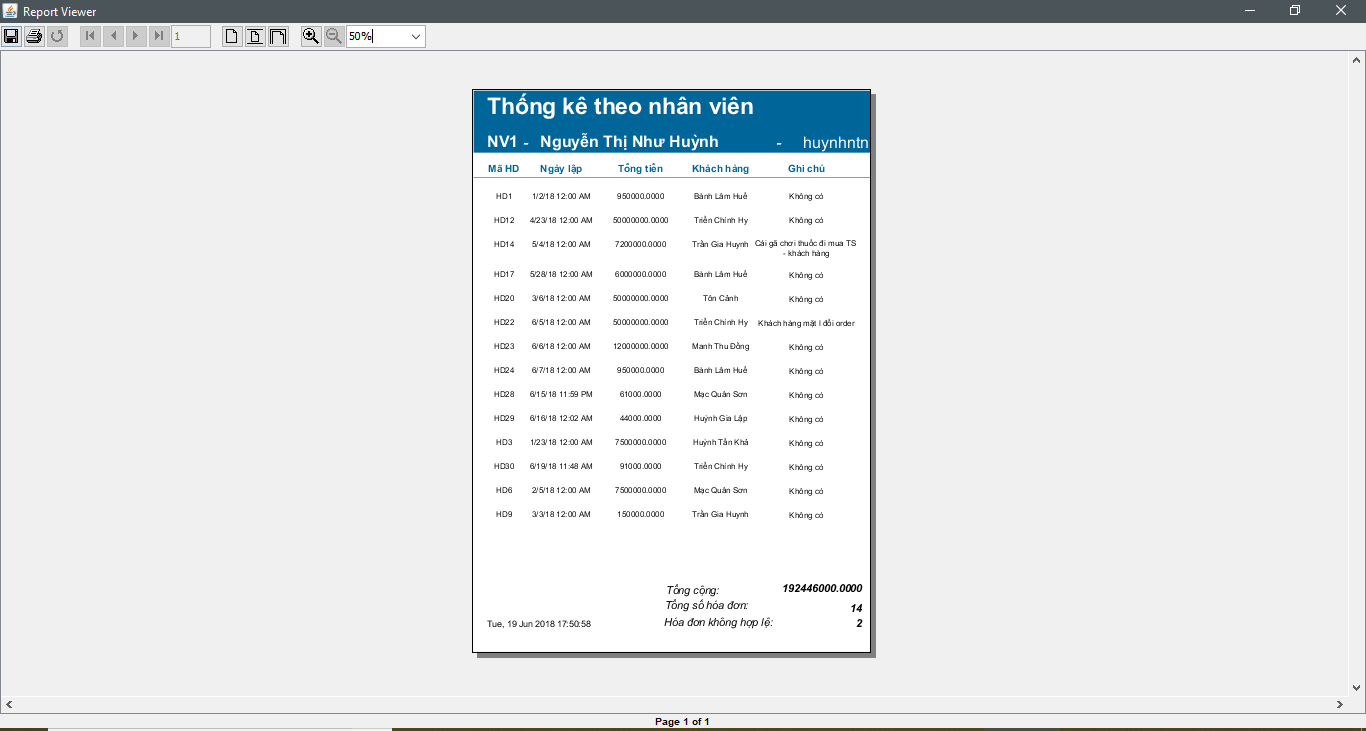 Report Viewer
1
50%
Thống kê theo nhân viên
NV1 - Nguyễn Thị Như Huỳnh - huynhntn
Mã HD Ngày lập Tổng tiền Khách hàng Ghi chú
HD1 1/2/18 12:00 AM 950000.0000 Bành Lâm Huế Không có
HD12 4/23/18 12:00 AM 50000000.0000 Triển Chính Hy Không có
HD14 5/4/18 12:00 AM 7200000.0000 Trần Gia Huynh Cái gã chơi thuốc đi mua TS
- khách hàng
HD17 5/28/18 12:00 AM 6000000.0000 Bành Lâm Huế Không có
HD20 3/6/18 12:00 AM 50000000.0000 Tôn Cảnh Không có
HD22 6/5/18 12:00 AM 50000000.0000 Triển Chính Hy Khách hàng mặt l đổi order
HD23 6/6/18 12:00 AM 12000000.0000 Manh Thu Đồng Không có
HD24 6/7/18 12:00 AM 950000.0000 Bành Lâm Huế Không có
HD28 6/15/18 11:59 PM 61000.0000 Mạc Quân Sơn Không có
HD29 6/16/18 12:02 AM 44000.0000 Huỳnh Gia Lập Không có
HD3 1/23/18 12:00 AM 7500000.0000 Huỳnh Tấn Khả Không có
HD30 6/19/18 11:48 AM 91000.0000 Triển Chính Hy Không có
HD6 2/5/18 12:00 AM 7500000.0000 Mạc Quân Sơn Không có
HD9 3/3/18 12:00 AM 150000.0000 Trần Gia Huynh Không có
Tổng cộng: 192446000.0000
Tổng số hóa đơn: 14
Tue, 19 Jun 2018 17:50:58 Hóa đơn không hợp lệ: 2
Page 1 of 1